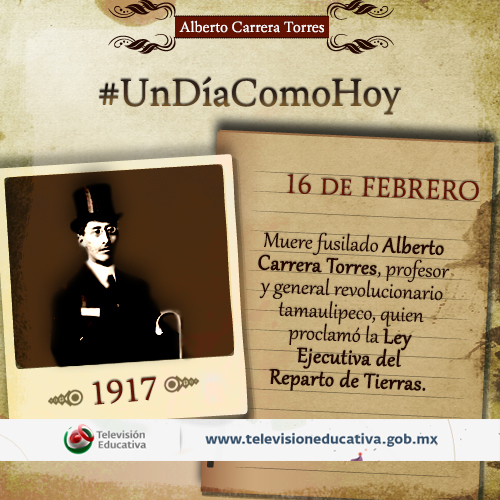 Alberto Carrera Torres
#UnDíaComoHoy
16 DE FEBRERO
Muere fusilado Alberto
Carrera Torres, profesor
y general revolucionario
tamaulipeco, quien
proclamó la Ley
Ejecutiva del
Reparto de Tierras.
1917
Televisión
Educativa
www.televisioneducativa.gob.mx